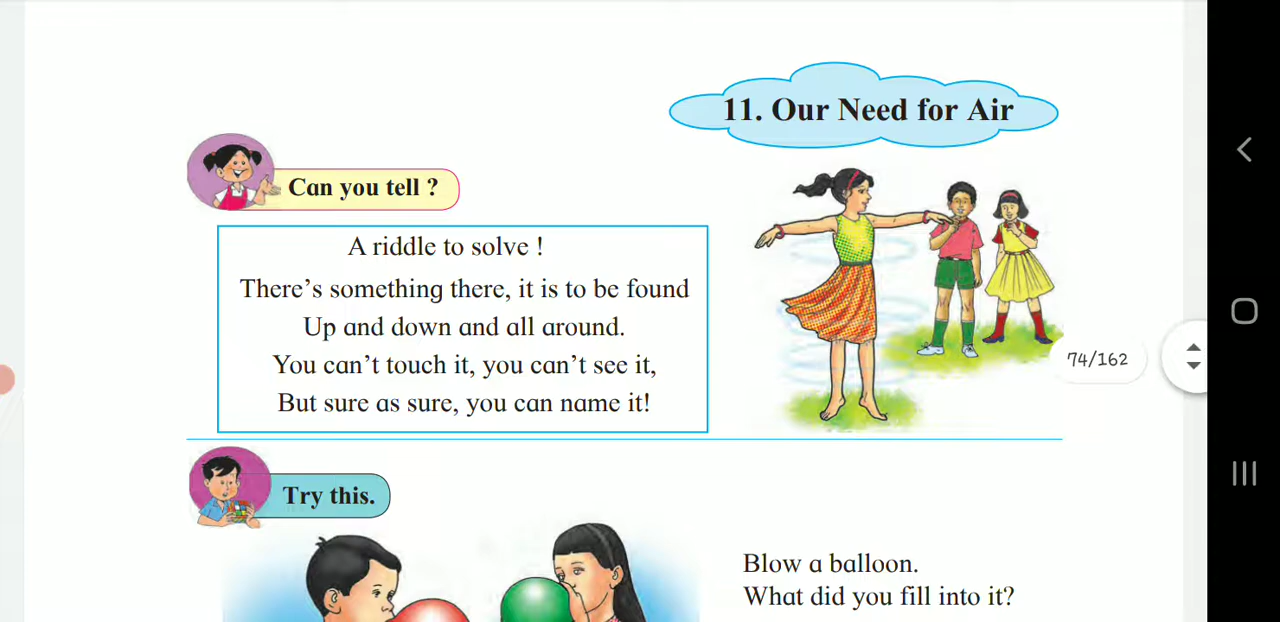 11. Our Need for Air
Can you tell ?
A riddle to solve !
There's something there, it is to be found
Up and down and all around.
You can't touch it, you can't see it,
But sure as sure, you can name it!
74/162
Try this.
Blow a balloon.
What did you fill into it?